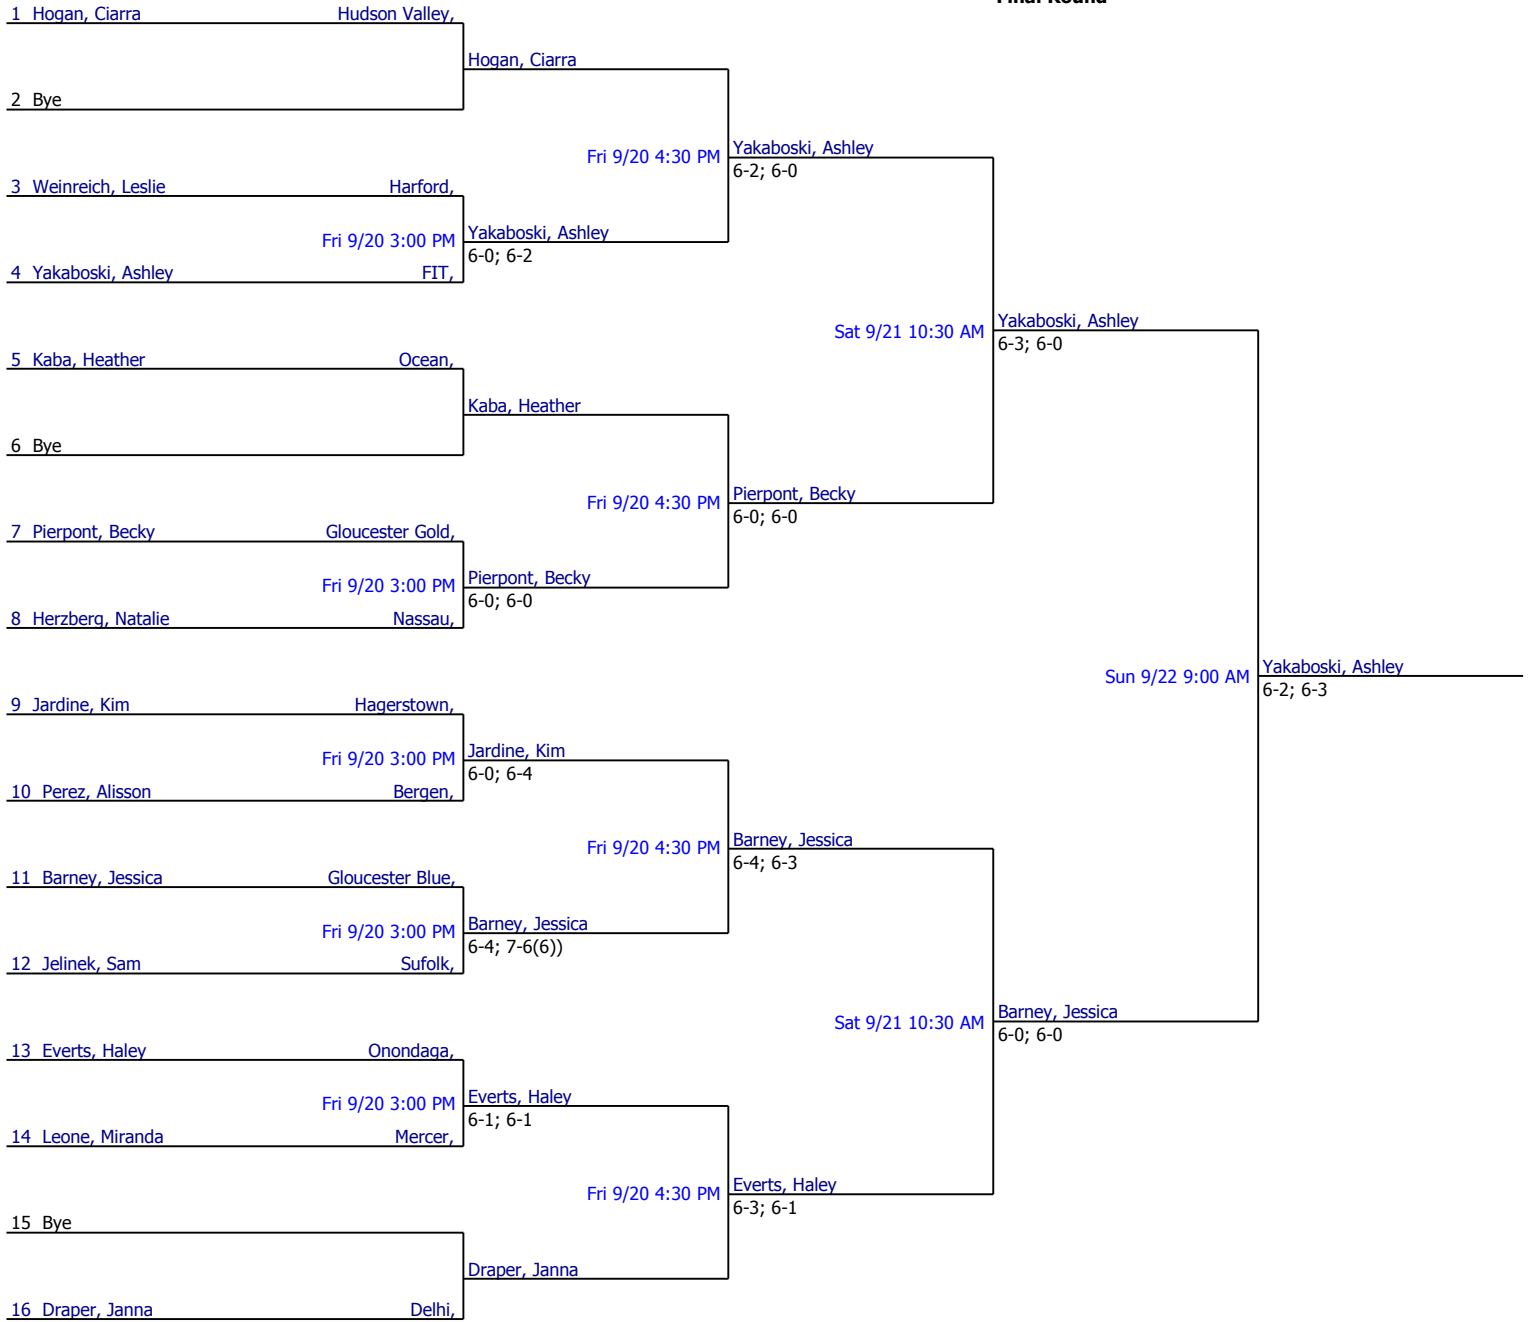 Final Round
1 Hogan, Ciarra Hudson Valley,
Hogan, Ciarra
2 Bye
Fri 9/20 4:30 PM Yakaboski, Ashley
6-2; 6-0
3 Weinreich, Leslie Harford,
Fri 9/20 3:00 PM Yakaboski, Ashley
6-0; 6-2
4 Yakaboski, Ashley FIT,
Sat 9/21 10:30 AM Yakaboski, Ashley
6-3; 6-0
5 Kaba, Heather Ocean,
Kaba, Heather
6 Bye
Fri 9/20 4:30 PM Pierpont, Becky
6-0; 6-0
7 Pierpont, Becky Gloucester Gold,
Fri 9/20 3:00 PM Pierpont, Becky
6-0; 6-0
8 Herzberg, Natalie Nassau,
Sun 9/22 9:00 AM Yakaboski, Ashley
6-2; 6-3
9 Jardine, Kim Hagerstown,
Fri 9/20 3:00 PM Jardine, Kim
6-0; 6-4
10 Perez, Alisson Bergen,
Fri 9/20 4:30 PM Barney, Jessica
6-4; 6-3
11 Barney, Jessica Gloucester Blue,
Fri 9/20 3:00 PM Barney, Jessica
6-4; 7-6(6))
12 Jelinek, Sam Sufolk,
Sat 9/21 10:30 AM Barney, Jessica
6-0; 6-0
13 Everts, Haley Onondaga,
Fri 9/20 3:00 PM Everts, Haley
6-1; 6-1
14 Leone, Miranda Mercer,
Fri 9/20 4:30 PM Everts, Haley
6-3; 6-1
15 Bye
Draper, Janna
16 Draper, Janna Delhi,